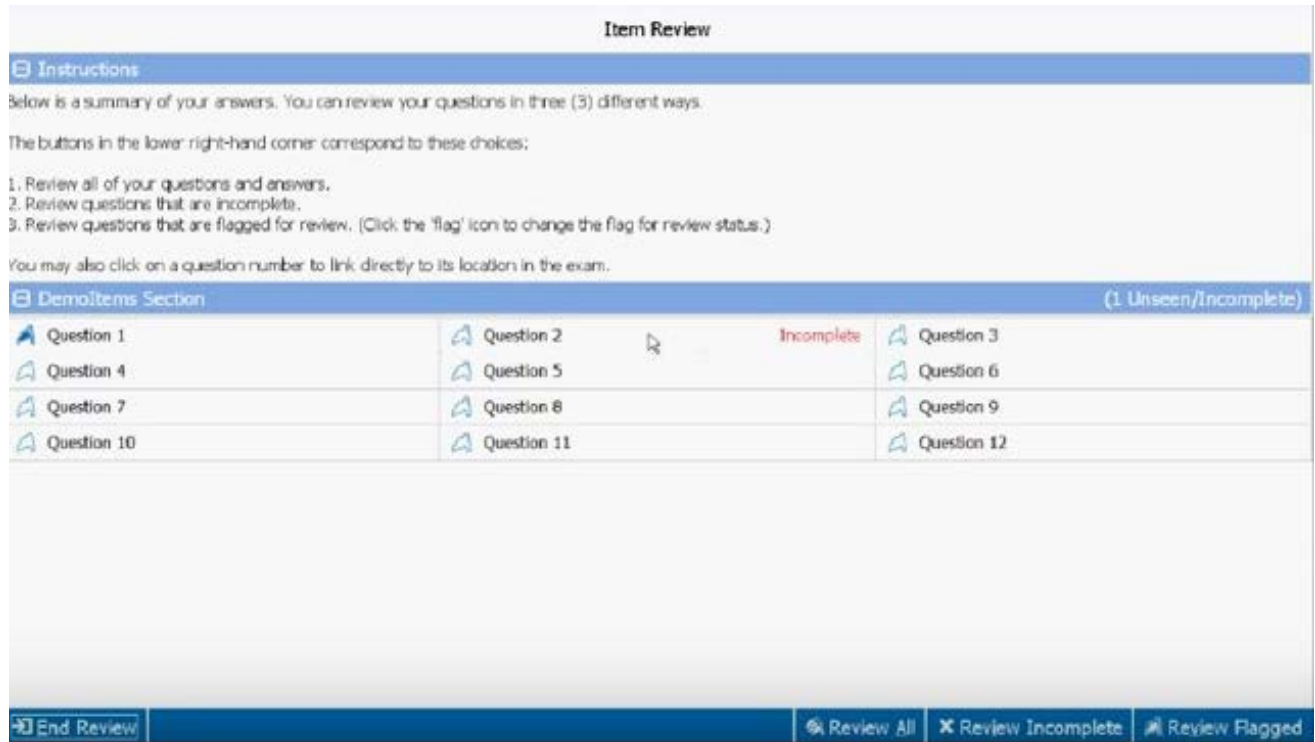 Item Review
Instructions
Below is a summary of your answers. You can review your questions in three (3) different ways.
The buttons in the lower right-hand corner correspond to these choices:
1. Review all of your questions and answers.
2. Review questions that are incomplete.
3. Review questions that are flagged for review. (Click the 'flag' icon to change the flag for review status.)
You may also click on a question number to link directly to its location in the exam.
DemoItems Section (1 Unseen/Incomplete)
Question 1 Question 2 Incomplete Question 3
Question 4 Question 5 Question 6
Question 7 Question 8 Question 9
Question 10 Question 11 Question 12
End Review Review All Review Incomplete Review Flagged